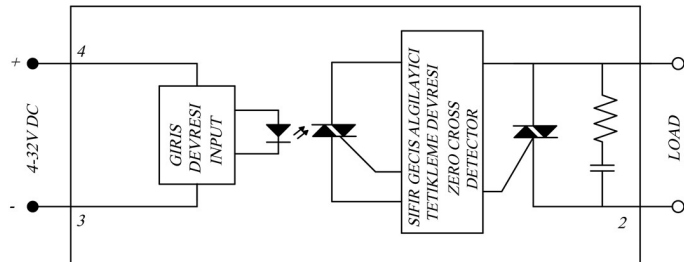 +
4
4-32V DC
-
3
GIRIS
DEVRESI
INPUT
SIFIR GECIS ALGILAYICI
TETIKLEME DEVRESI
ZERO CROSS
DETECTOR
2
LOAD